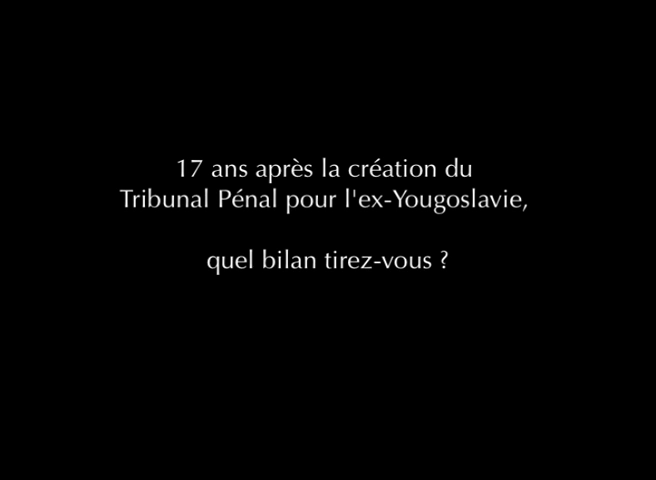 17 ans après la création du
Tribunal Pénal pour l'ex-Yougoslavie,
quel bilan tirez-vous ?